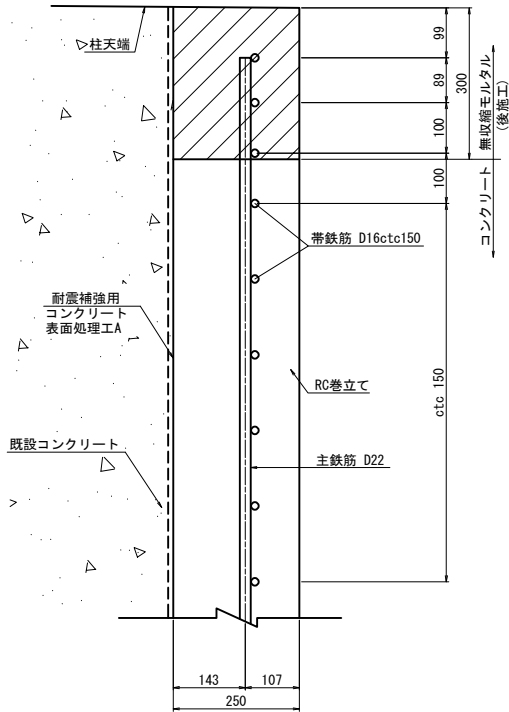 ▷柱天端
99
89
100
100
300
無収縮モルタル
(後施工)
コンクリート
帯鉄筋 D16ctc150
耐震補強用
コンクリート
表面処理工A
RC巻立て
ctc 150
既設コンクリート
主鉄筋 D22
143
107
250